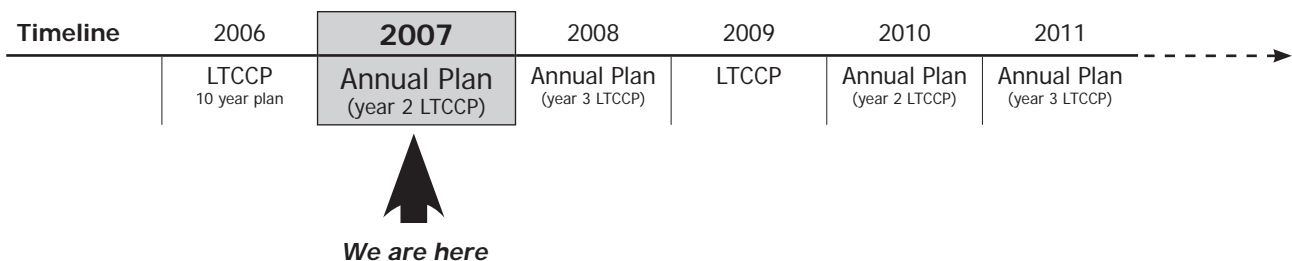 Timeline 2006 2007 2008 2009 2010 2011
LTCCP Annual Plan Annual Plan LTCCP Annual Plan Annual Plan
10 year plan (year 2 LTCCP) (year 3 LTCCP) (year 2 LTCCP) (year 3 LTCCP)
We are here